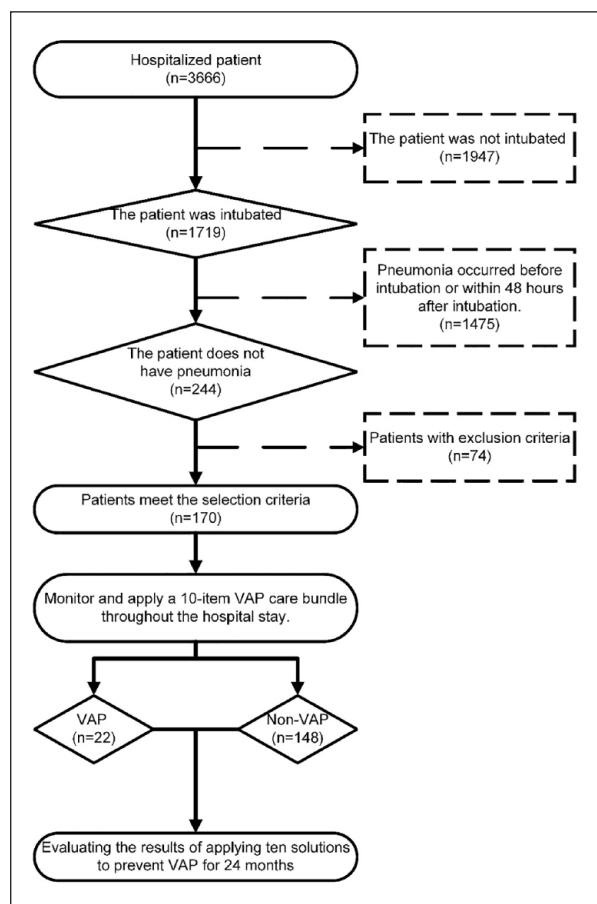 Hospitalized patient
(n=3666)
The patient was not intubated
(n=1947)
The patient was intubated
(n=1719)
Pneumonia occurred before
intubation or within 48 hours
after intubation.
(n=1475)
The patient does not
have pneumonia
(n=244)
Patients with exclusion criteria
(n=74)
Patients meet the selection criteria
(n=170)
Monitor and apply a 10-item VAP care bundle
throughout the hospital stay.
VAP
(n=22)
Non-VAP
(n=148)
Evaluating the results of applying ten solutions
to prevent VAP for 24 months